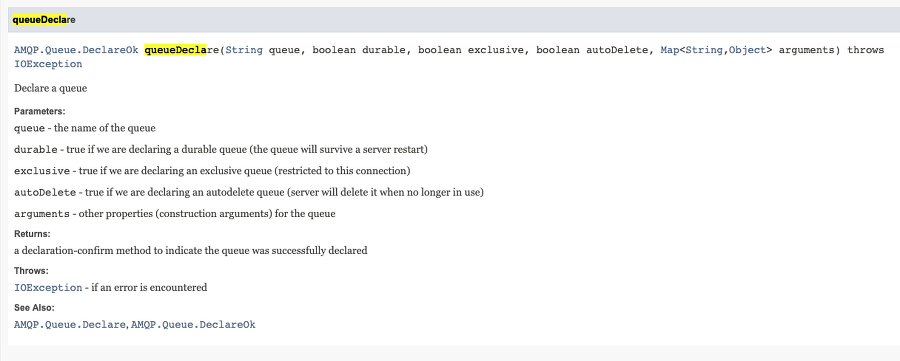 queueDeclare
AMQP.Queue.DeclareOk queueDeclare(String queue, boolean durable, boolean exclusive, boolean autoDelete, Map<String,Object> arguments) throws
IOException
Declare a queue
Parameters:
queue - the name of the queue
durable - true if we are declaring a durable queue (the queue will survive a server restart)
exclusive - true if we are declaring an exclusive queue (restricted to this connection)
autoDelete - true if we are declaring an autodelete queue (server will delete it when no longer in use)
arguments - other properties (construction arguments) for the queue
Returns:
a declaration-confirm method to indicate the queue was successfully declared
Throws:
IOException - if an error is encountered
See Also:
AMQP.Queue.Declare, AMQP.Queue.DeclareOk